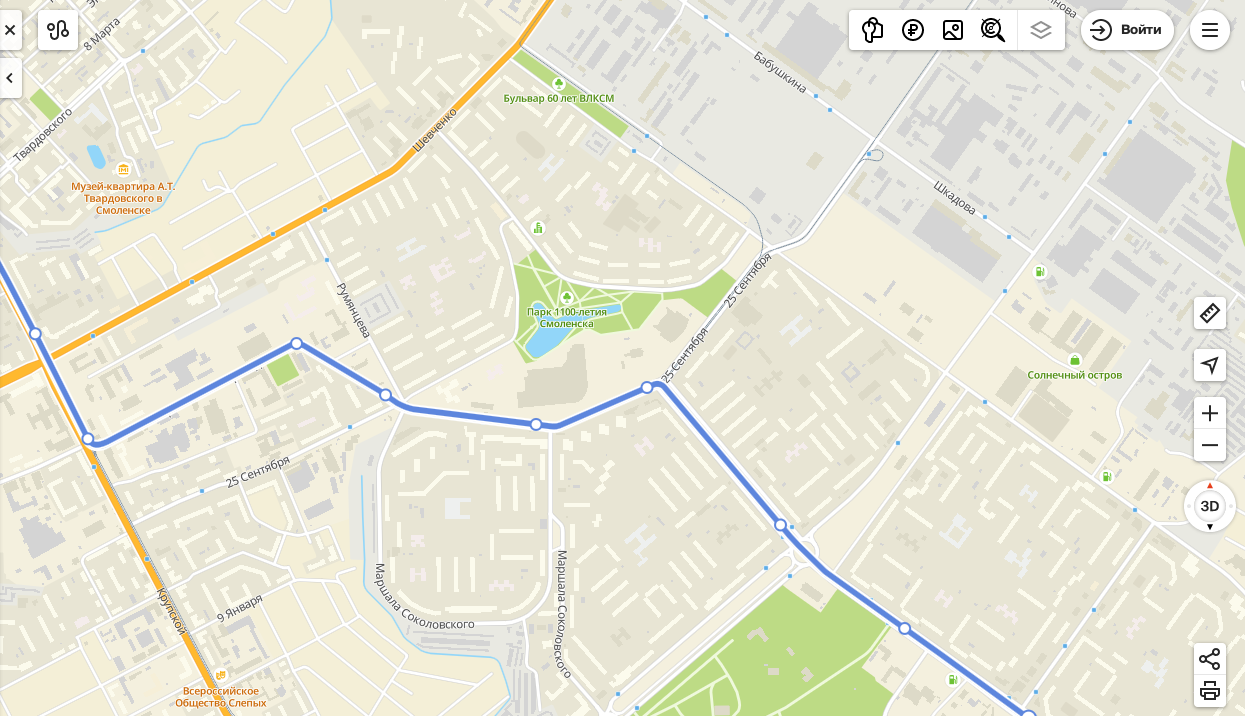 8 Марта
Войти
Бабушкина
Бульвар 60 лет ВЛКСМ
Твардовского
Шевченко
Музей-квартира А.Т.
Твардовского в
Смоленске
Шкадова
25 Сентября
Румянцева
Парк 1100-летия
Смоленска
25 Сентября
Солнечный остров
25 Сентября
3D
Маршала Соколовского
Маршала Соколовского
Крупской
9 Января
Всероссийское
Общество Слепых